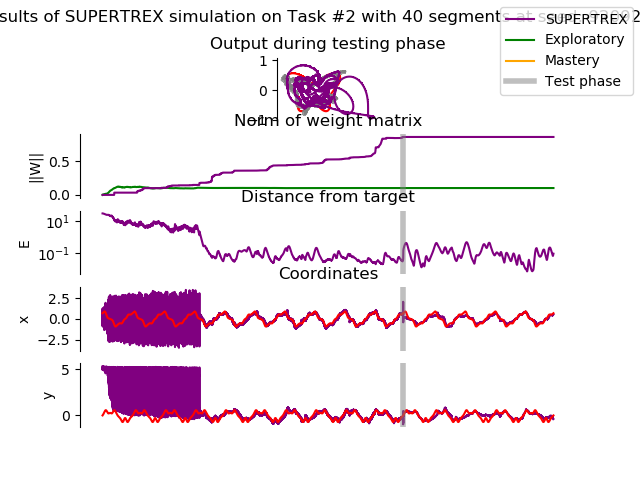 sults of SUPERTREX simulation on Task #2 with 40 segments at
SUPERTREX
Exploratory
Mastery
Test phase
Output during testing phase
1
−1
Norm of weight matrix
||W||
0.5
0.0
Distance from target
E
10¹
10⁻¹
Coordinates
x
2.5
0.0
−2.5
y
5
0